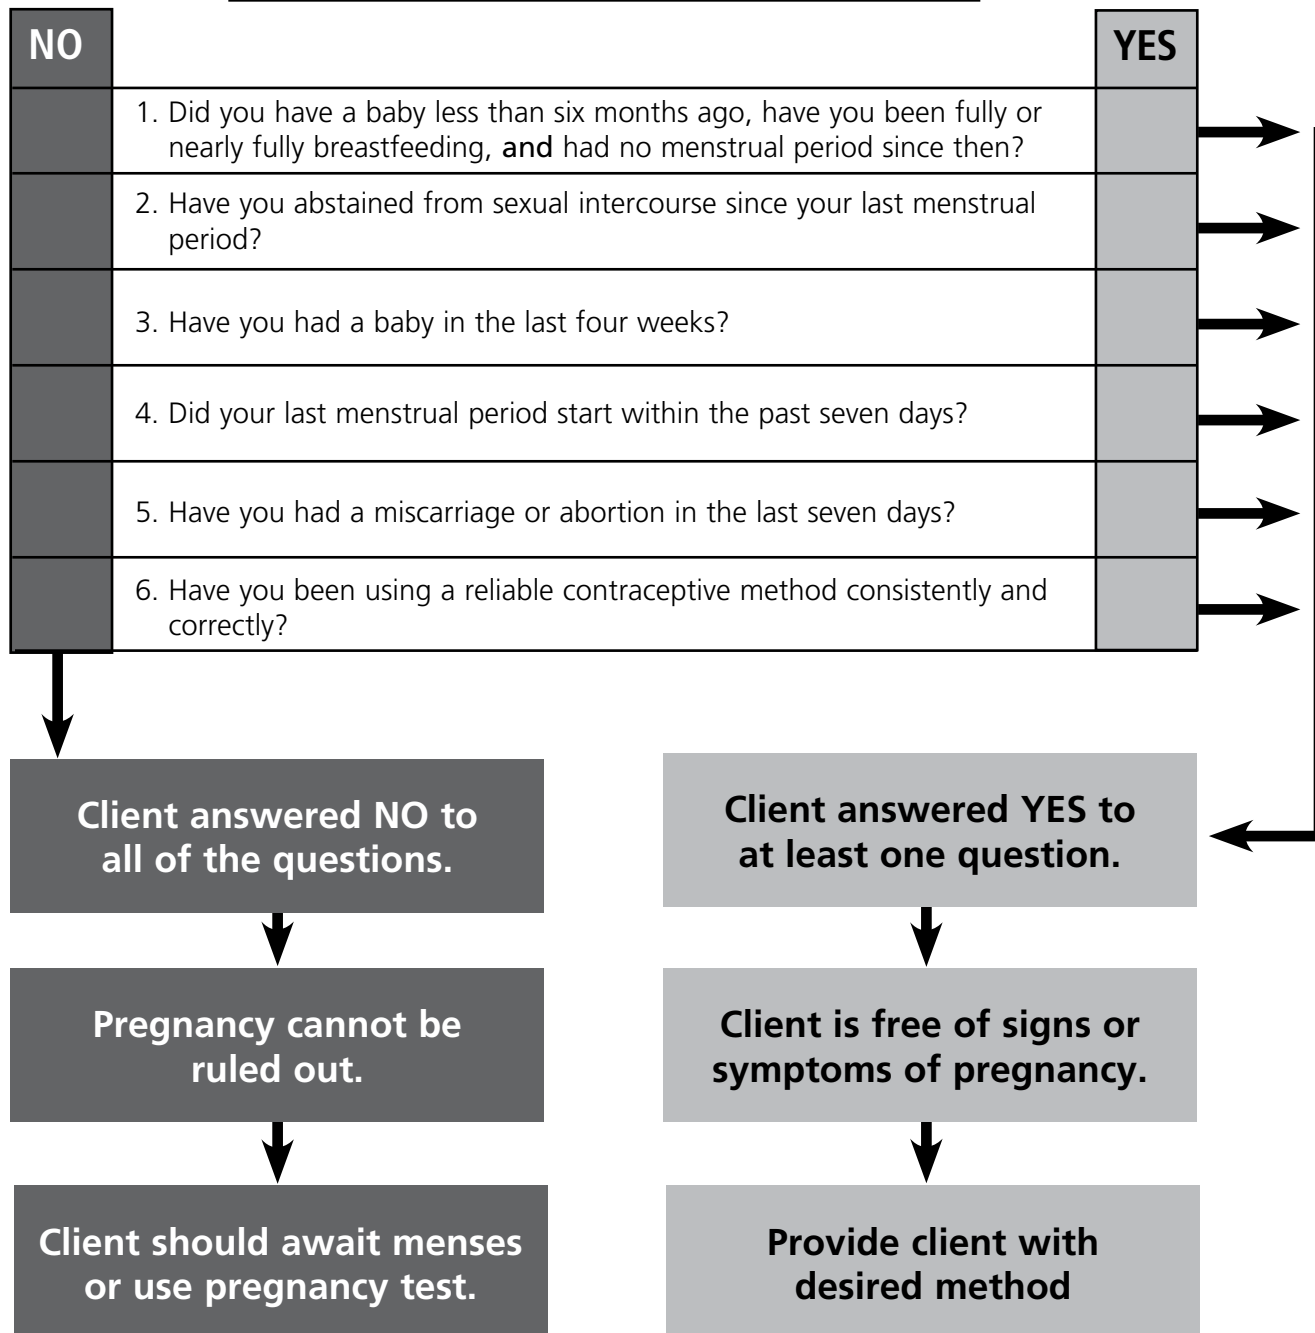 NO
YES
1. Did you have a baby less than six months ago, have you been fully or
nearly fully breastfeeding, and had no menstrual period since then?
2. Have you abstained from sexual intercourse since your last menstrual
period?
3. Have you had a baby in the last four weeks?
4. Did your last menstrual period start within the past seven days?
5. Have you had a miscarriage or abortion in the last seven days?
6. Have you been using a reliable contraceptive method consistently and
correctly?
Client answered NO to
all of the questions.
Pregnancy cannot be
ruled out.
Client should await menses
or use pregnancy test.
Client answered YES to
at least one question.
Client is free of signs or
symptoms of pregnancy.
Provide client with
desired method